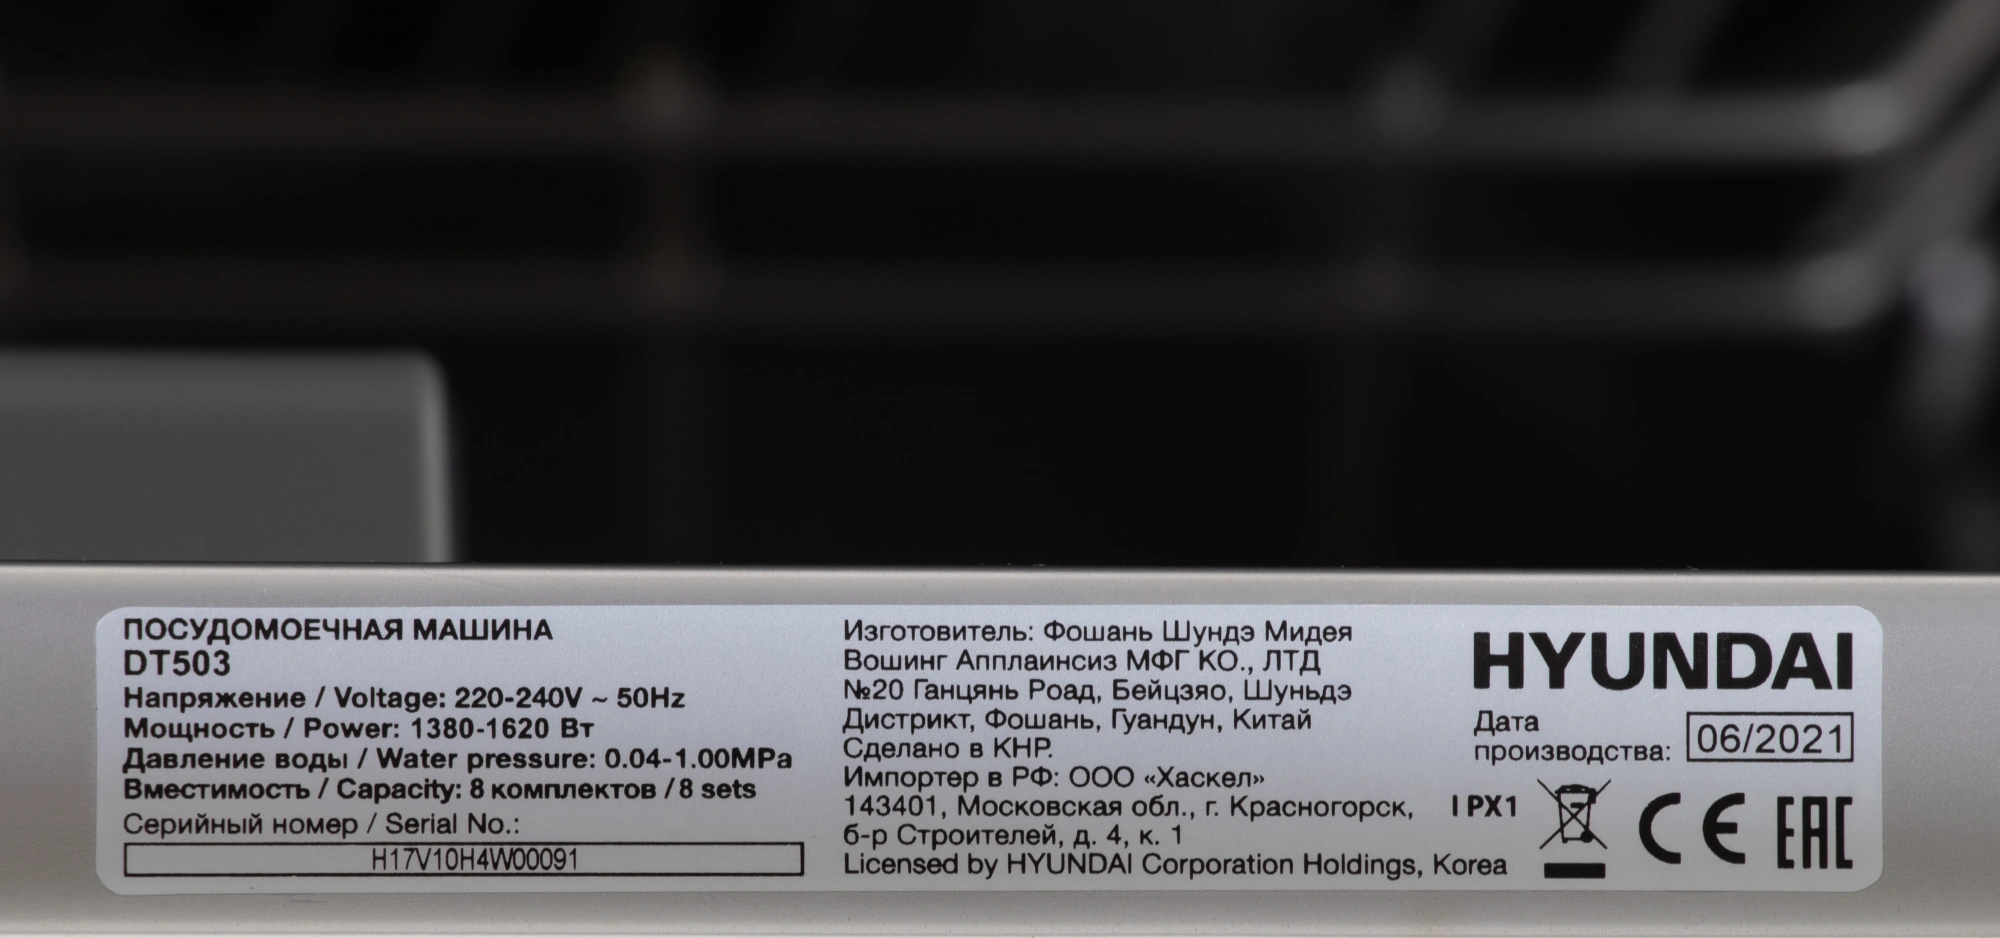 ПОСУДОМОЕЧНАЯ МАШИНА
DT503
Напряжение / Voltage: 220-240V ~ 50Hz
Мощность / Power: 1380-1620 Вт
Давление воды / Water pressure: 0.04-1.00MPa
Вместимость / Capacity: 8 комплектов / 8 sets
Серийный номер / Serial No.:
H17V10H4W00091
Изготовитель: Фошань Шундэ Мидея
Вошинг Апплаинсиз МФГ КО., ЛТД
№20 Ганцянь Роад, Бейцзяо, Шуньдэ
Дистрикт, Фошань, Гуандун, Китай
Сделано в КНР.
Импортер в РФ: ООО «Хаскел»
143401, Московская обл., г. Красногорск,
б-р Строителей, д. 4, к. 1
Licensed by HYUNDAI Corporation Holdings, Korea
HYUNDAI
Дата
производства: 06/2021
IPX1 CE EAC